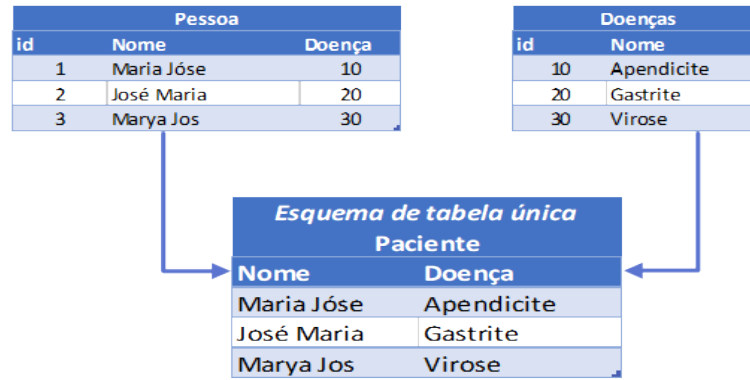 Pessoa
id Nome Doença
1 Maria Jóse 10
2 José Maria 20
3 Marya Jos 30
Doenças
id Nome
10 Apendicite
20 Gastrite
30 Virose
Esquema de tabela única
Paciente
Nome Doença
Maria Jóse Apendicite
José Maria Gastrite
Marya Jos Virose